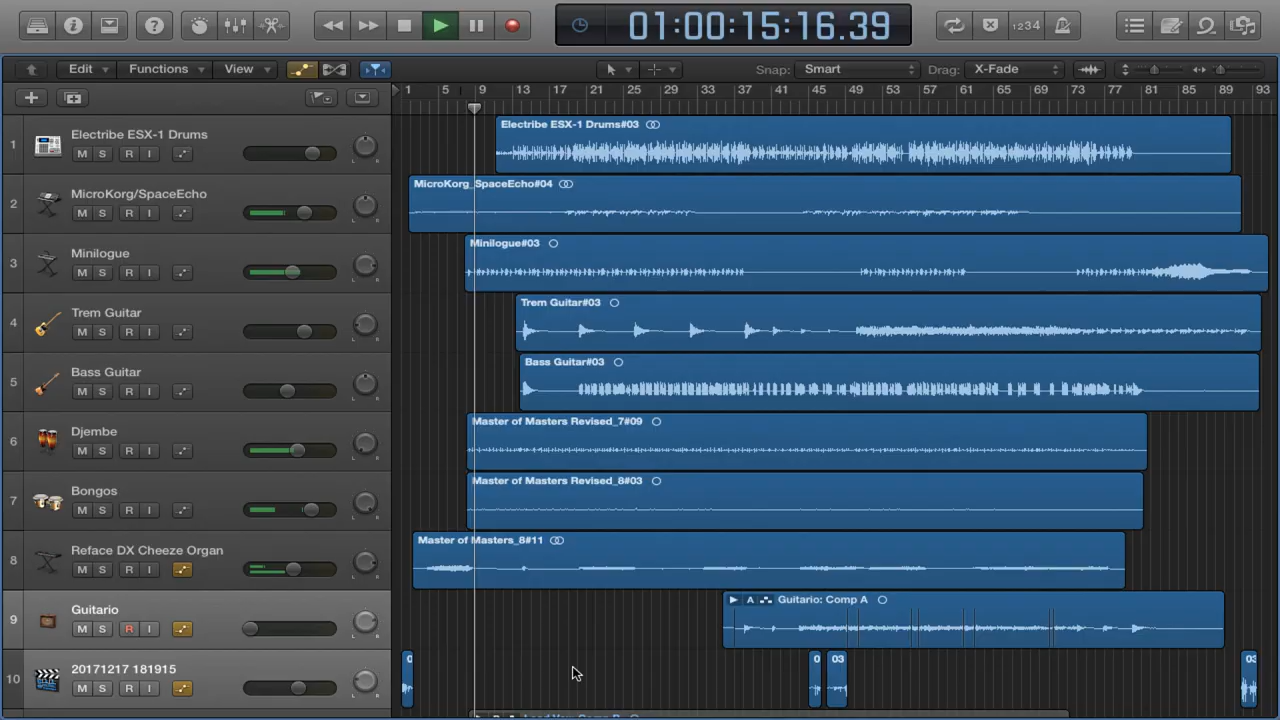 01:00:15:16.39
1234
Edit Functions View Snap: Smart Drag: X-Fade
1 5 9 13 17 21 25 29 33 37 41 45 49 53 57 61 65 69 73 77 81 85 89 93
1 Electribe ESX-1 Drums
M S R I
Electribe ESX-1 Drums#03
2 MicroKorg/SpaceEcho
M S R I
MicroKorg_SpaceEcho#04
3 Minilogue
M S R I
Minilogue#03
4 Trem Guitar
M S R I
Trem Guitar#03
5 Bass Guitar
M S R I
Bass Guitar#03
6 Djembe
M S R I
Master of Masters Revised_7#09
7 Bongos
M S R I
Master of Masters Revised_8#03
8 Reface DX Cheeze Organ
M S R I
Master of Masters_8#11
9 Guitario
M S R I
A Guitario: Comp A
10 20171217 181915
M S R I
0 0 03 03